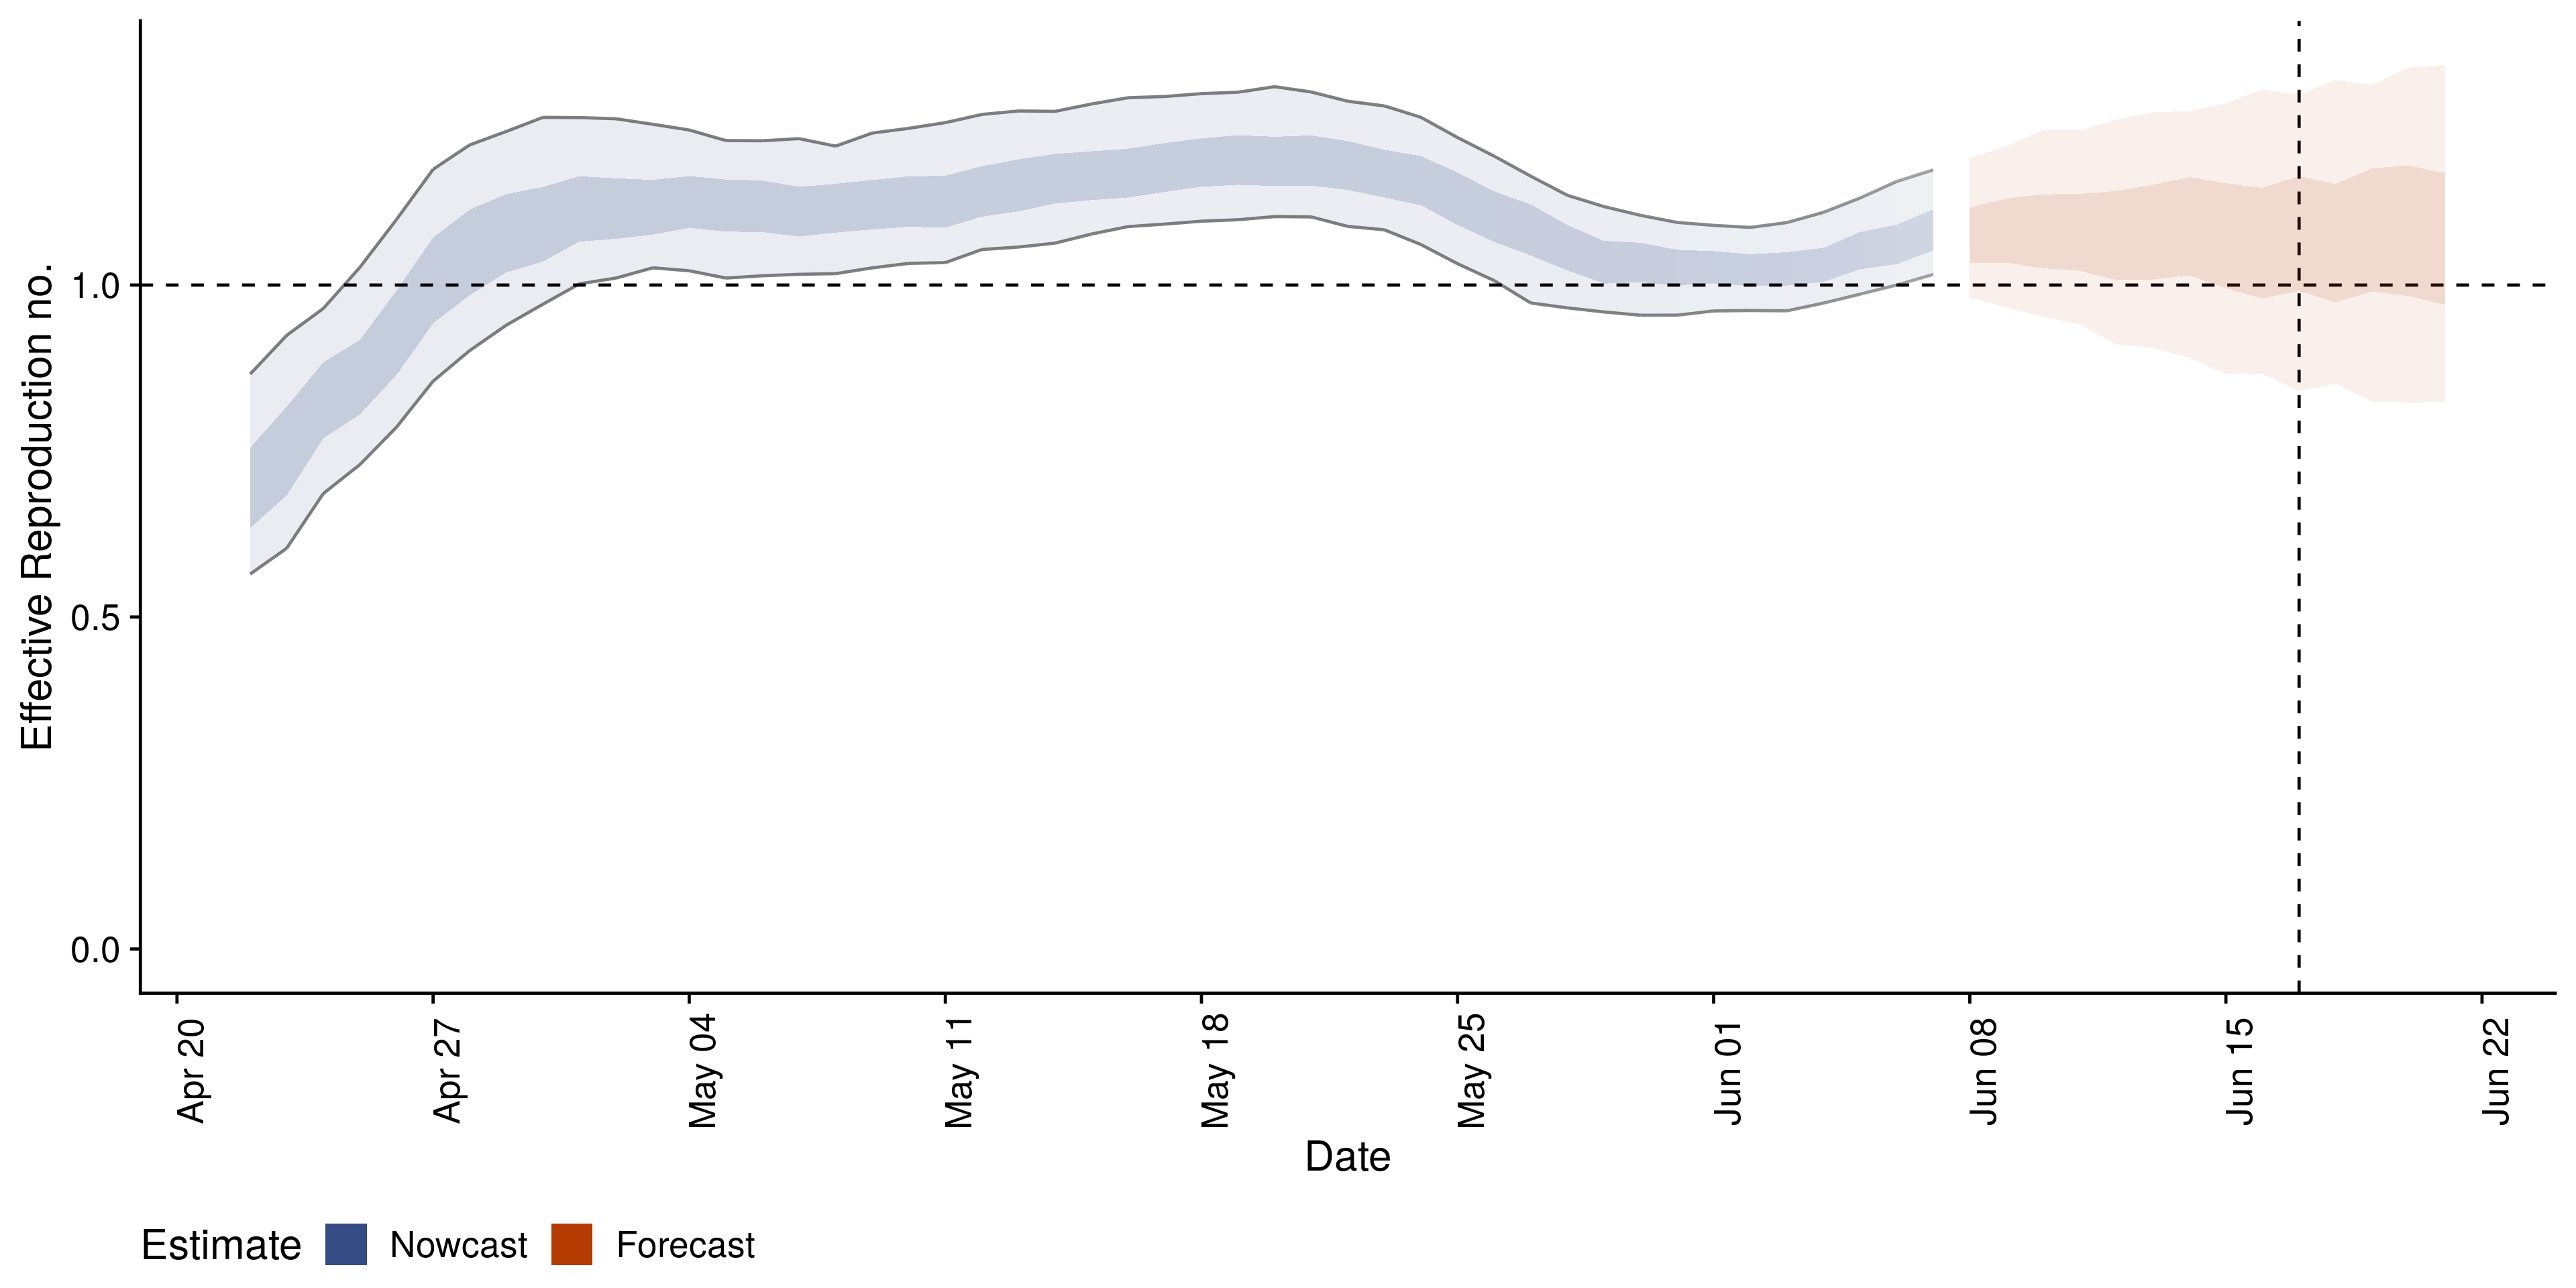 Effective Reproduction no.
1.0
0.5
0.0
Apr 20
Apr 27
May 04
May 11
May 18
May 25
Jun 01
Jun 08
Jun 15
Jun 22
Date
Estimate Nowcast Forecast